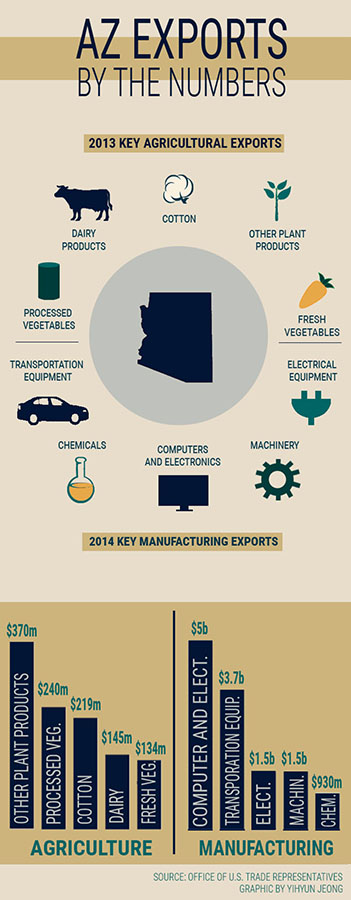 AZ EXPORTS
BY THE NUMBERS
2013 KEY AGRICULTURAL EXPORTS
DAIRY
PRODUCTS
COTTON
OTHER PLANT
PRODUCTS
PROCESSED
VEGETABLES
FRESH
VEGETABLES
TRANSPORTATION
EQUIPMENT
ELECTRICAL
EQUIPMENT
CHEMICALS
COMPUTERS
AND ELECTRONICS
MACHINERY
2014 KEY MANUFACTURING EXPORTS
$370m
OTHER PLANT PRODUCTS
$240m
PROCESSED VEG.
$219m
COTTON
$145m
DAIRY
$134m
FRESH VEG.
AGRICULTURE
$5b
COMPUTER AND ELECT.
$3.7b
TRANSPORATION EQUIP.
$1.5b
ELECT.
$1.5b
MACHIN.
$930m
CHEM.
MANUFACTURING
SOURCE: OFFICE OF U.S. TRADE REPRESENTATIVES
GRAPHIC BY YIHYUN JEONG